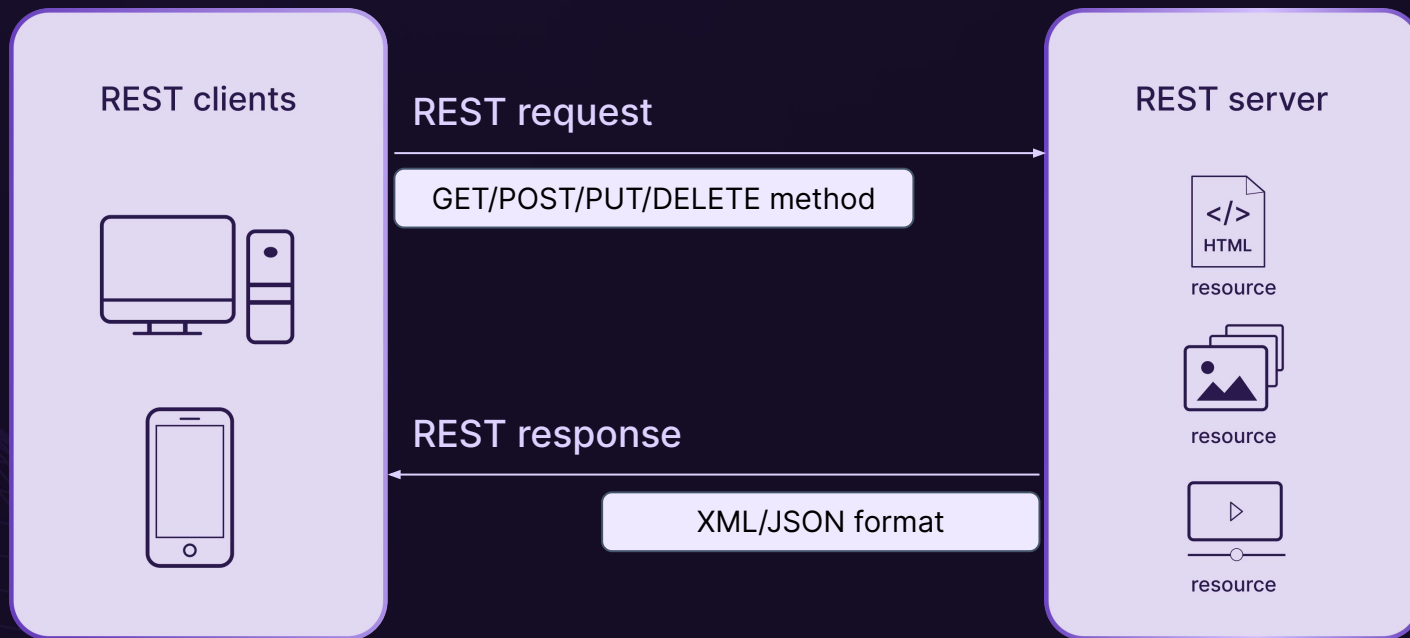 REST clients
REST request
GET/POST/PUT/DELETE method
REST response
XML/JSON format
REST server
</>
HTML
resource
resource
resource